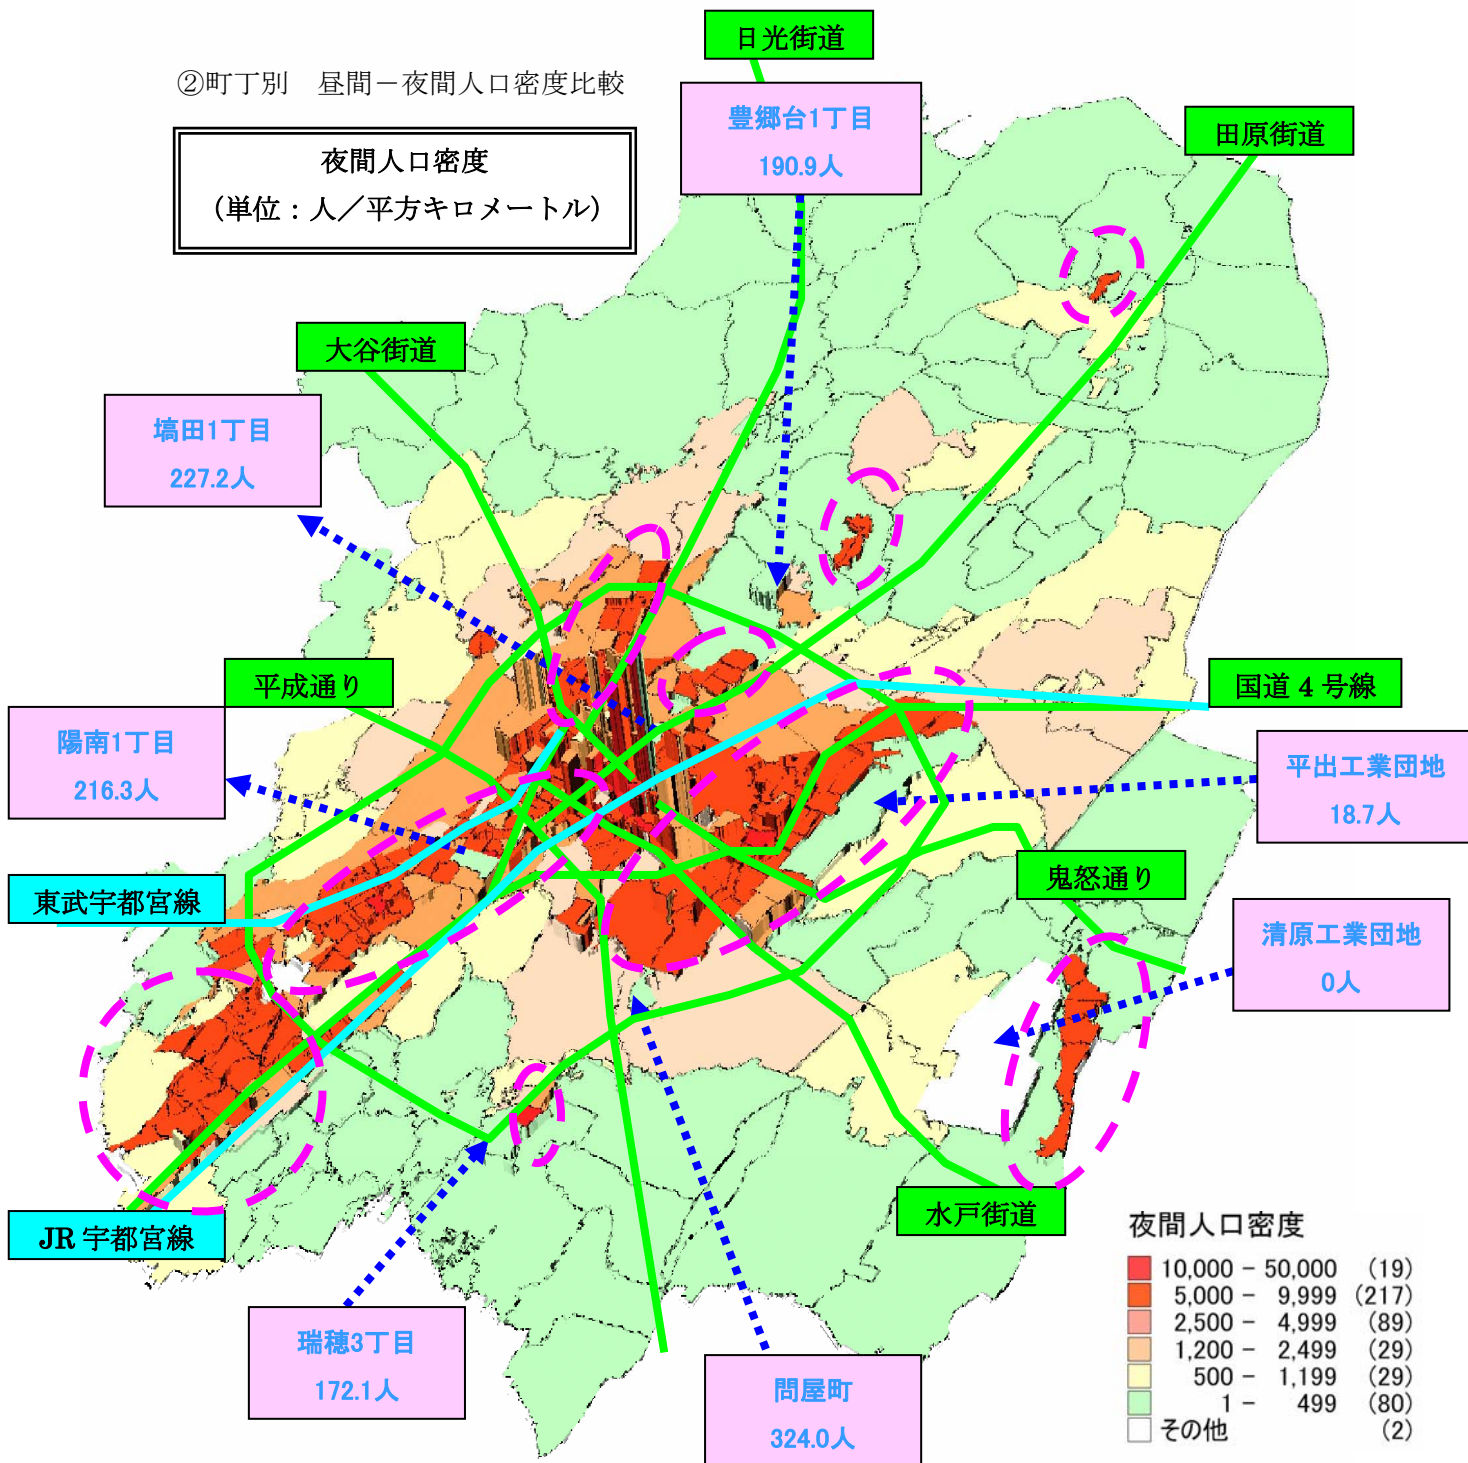 日光街道
②町丁別　昼間－夜間人口密度比較
豊郷台1丁目
190.9人
田原街道
夜間人口密度
（単位：人／平方キロメートル）
大谷街道
塙田1丁目
227.2人
平成通り
国道４号線
陽南1丁目
216.3人
平出工業団地
18.7人
鬼怒通り
東武宇都宮線
清原工業団地
0人
水戸街道
JR 宇都宮線
瑞穂3丁目
172.1人
問屋町
324.0人
夜間人口密度
10,000 － 50,000 （19）
5,000 － 9,999 （217）
2,500 － 4,999 （89）
1,200 － 2,499 （29）
500 － 1,199 （29）
1 － 499 （80）
その他 （2）